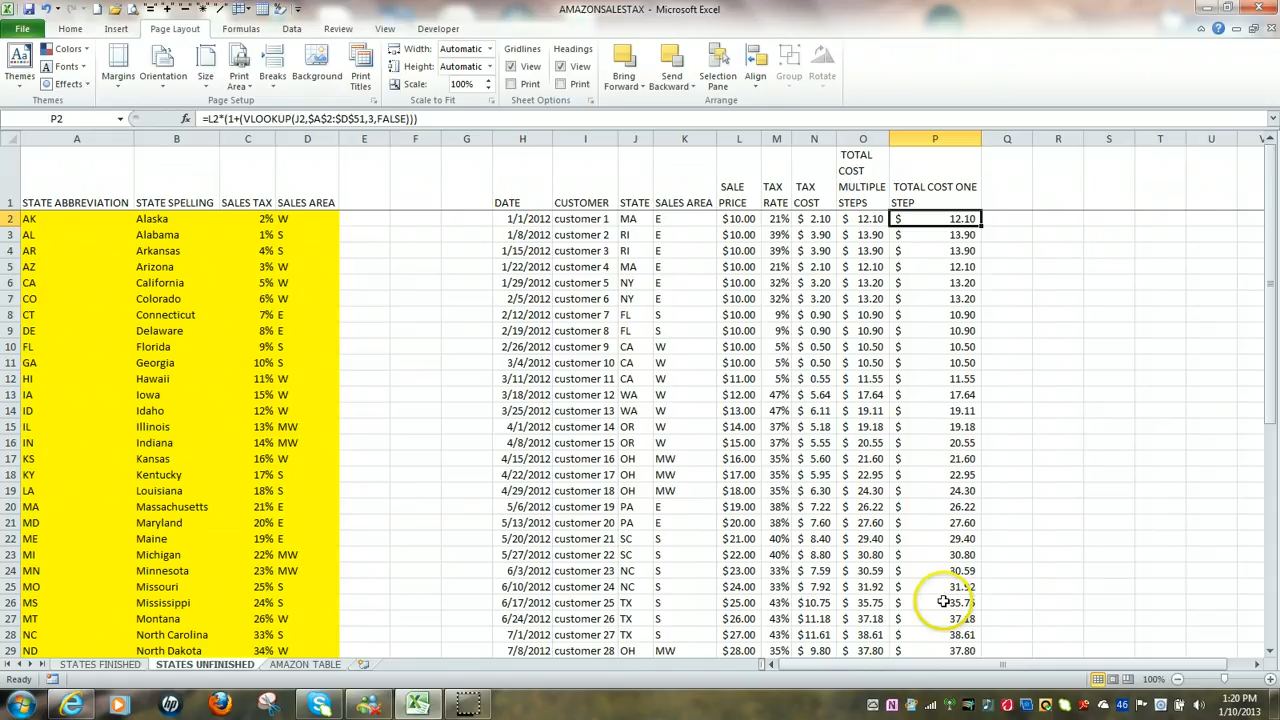 AMAZONSALESTAX - Microsoft Excel
File Home Insert Page Layout Formulas Data Review View Developer
Colors Width: Automatic Gridlines Headings
Fonts Height: Automatic View View
Themes Effects Margins Orientation Size Print Area Breaks Background Print Titles Scale: 100% Print Print Bring Forward Send Backward Selection Pane Align Group Rotate
Themes Page Setup Scale to Fit Sheet Options Arrange
P2 fx =L2*(1+(VLOOKUP(J2,$A$2:$D$51,3,FALSE)))
A B C D E F G H I J K L M N O P Q R S T U V
1 STATE ABBREVIATION STATE SPELLING SALES TAX SALES AREA DATE CUSTOMER STATE SALES AREA SALE PRICE TAX RATE TAX COST TOTAL COST MULTIPLE STEPS TOTAL COST ONE STEP
2 AK Alaska 2% W 1/1/2012 customer 1 MA E $10.00 21% $ 2.10 $ 12.10 $ 12.10
3 AL Alabama 1% S 1/8/2012 customer 2 RI E $10.00 39% $ 3.90 $ 13.90 $ 13.90
4 AR Arkansas 4% S 1/15/2012 customer 3 RI E $10.00 39% $ 3.90 $ 13.90 $ 13.90
5 AZ Arizona 3% W 1/22/2012 customer 4 MA E $10.00 21% $ 2.10 $ 12.10 $ 12.10
6 CA California 5% W 1/29/2012 customer 5 NY E $10.00 32% $ 3.20 $ 13.20 $ 13.20
7 CO Colorado 6% W 2/5/2012 customer 6 NY E $10.00 32% $ 3.20 $ 13.20 $ 13.20
8 CT Connecticut 7% E 2/12/2012 customer 7 FL S $10.00 9% $ 0.90 $ 10.90 $ 10.90
9 DE Delaware 8% E 2/19/2012 customer 8 FL S $10.00 9% $ 0.90 $ 10.90 $ 10.90
10 FL Florida 9% S 2/26/2012 customer 9 CA W $10.00 5% $ 0.50 $ 10.50 $ 10.50
11 GA Georgia 10% S 3/4/2012 customer 10 CA W $10.00 5% $ 0.50 $ 10.50 $ 10.50
12 HI Hawaii 11% W 3/11/2012 customer 11 CA W $11.00 5% $ 0.55 $ 11.55 $ 11.55
13 IA Iowa 15% W 3/18/2012 customer 12 WA W $12.00 47% $ 5.64 $ 17.64 $ 17.64
14 ID Idaho 12% W 3/25/2012 customer 13 WA W $13.00 47% $ 6.11 $ 19.11 $ 19.11
15 IL Illinois 13% MW 4/1/2012 customer 14 OR W $14.00 37% $ 5.18 $ 19.18 $ 19.18
16 IN Indiana 14% MW 4/8/2012 customer 15 OR W $15.00 37% $ 5.55 $ 20.55 $ 20.55
17 KS Kansas 16% W 4/15/2012 customer 16 OH MW $16.00 35% $ 5.60 $ 21.60 $ 21.60
18 KY Kentucky 17% S 4/22/2012 customer 17 OH MW $17.00 35% $ 5.95 $ 22.95 $ 22.95
19 LA Louisiana 18% S 4/29/2012 customer 18 OH MW $18.00 35% $ 6.30 $ 24.30 $ 24.30
20 MA Massachusetts 21% E 5/6/2012 customer 19 PA E $19.00 38% $ 7.22 $ 26.22 $ 26.22
21 MD Maryland 20% E 5/13/2012 customer 20 PA E $20.00 38% $ 7.60 $ 27.60 $ 27.60
22 ME Maine 19% E 5/20/2012 customer 21 SC S $21.00 40% $ 8.40 $ 29.40 $ 29.40
23 MI Michigan 22% MW 5/27/2012 customer 22 SC S $22.00 40% $ 8.80 $ 30.80 $ 30.80
24 MN Minnesota 23% MW 6/3/2012 customer 23 NC S $23.00 33% $ 7.59 $ 30.59 $ 30.59
25 MO Missouri 25% S 6/10/2012 customer 24 NC S $24.00 33% $ 7.92 $ 31.92 $ 31.92
26 MS Mississippi 24% S 6/17/2012 customer 25 TX S $25.00 43% $10.75 $ 35.75 $ 35.75
27 MT Montana 26% W 6/24/2012 customer 26 TX S $26.00 43% $11.18 $ 37.18 $ 37.18
28 NC North Carolina 33% S 7/1/2012 customer 27 TX S $27.00 43% $11.61 $ 38.61 $ 38.61
29 ND North Dakota 34% W 7/8/2012 customer 28 OH MW $28.00 35% $ 9.80 $ 37.80 $ 37.80
STATES FINISHED STATES UNFINISHED AMAZON TABLE
Ready 100%
46 1:20 PM
1/10/2013